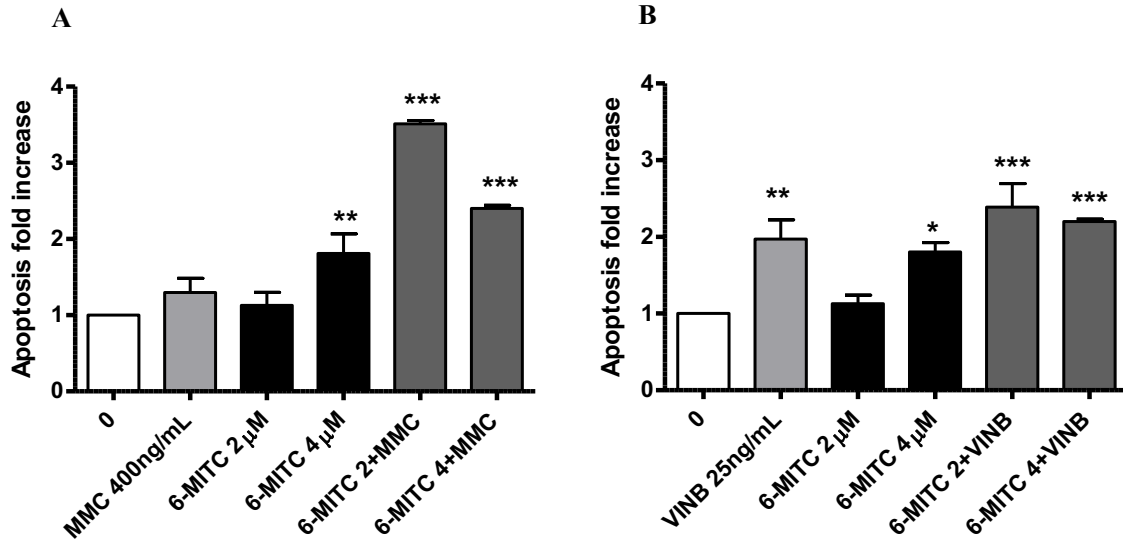 A
Apoptosis fold increase
4
3
2
1
0
**
***
***
0
MMC 400ng/mL
6-MITC 2 µM
6-MITC 4 µM
6-MITC 2+MMC
6-MITC 4+MMC
B
Apoptosis fold increase
4
3
2
1
0
**
*
***
***
0
VINB 25ng/mL
6-MITC 2 µM
6-MITC 4 µM
6-MITC 2+VINB
6-MITC 4+VINB